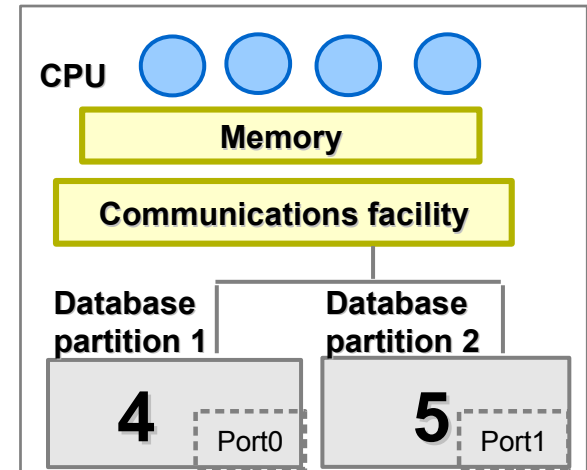 CPU
Memory
Communications facility
Database
partition 1
Database
partition 2
4
Port0
5
Port1